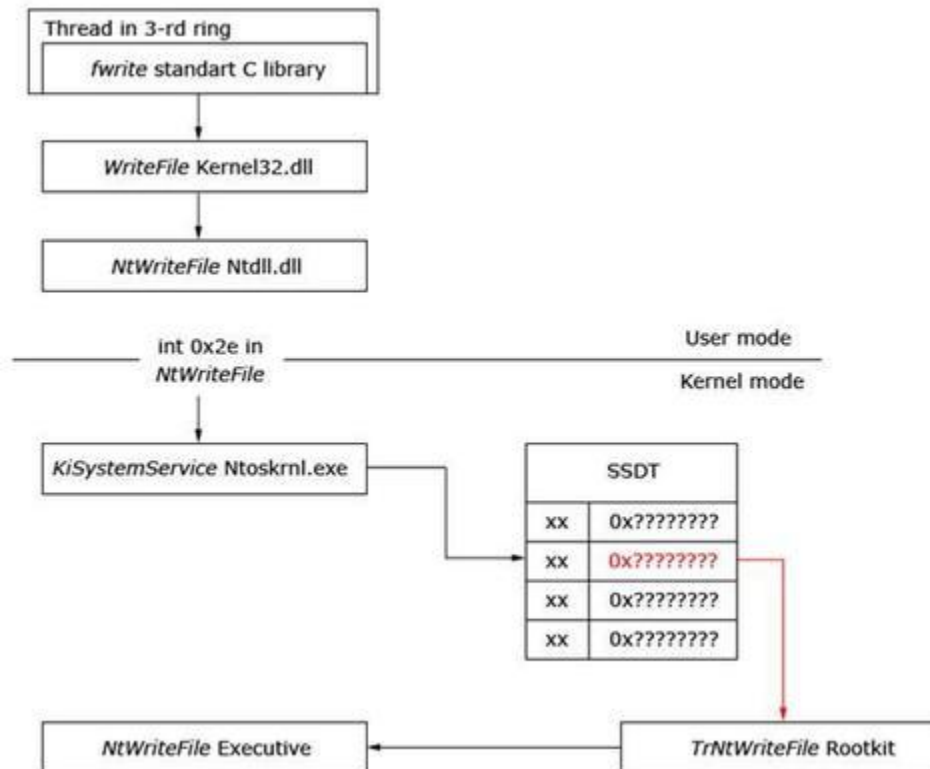 Thread in 3-rd ring
fwrite standart C library
WriteFile Kernel32.dll
NtWriteFile Ntdll.dll
int 0x2e in
NtWriteFile
User mode
Kernel mode
KiSystemService Ntoskrnl.exe
SSDT
xx 0x????????
xx 0x????????
xx 0x????????
xx 0x????????
NtWriteFile Executive
TrNtWriteFile Rootkit